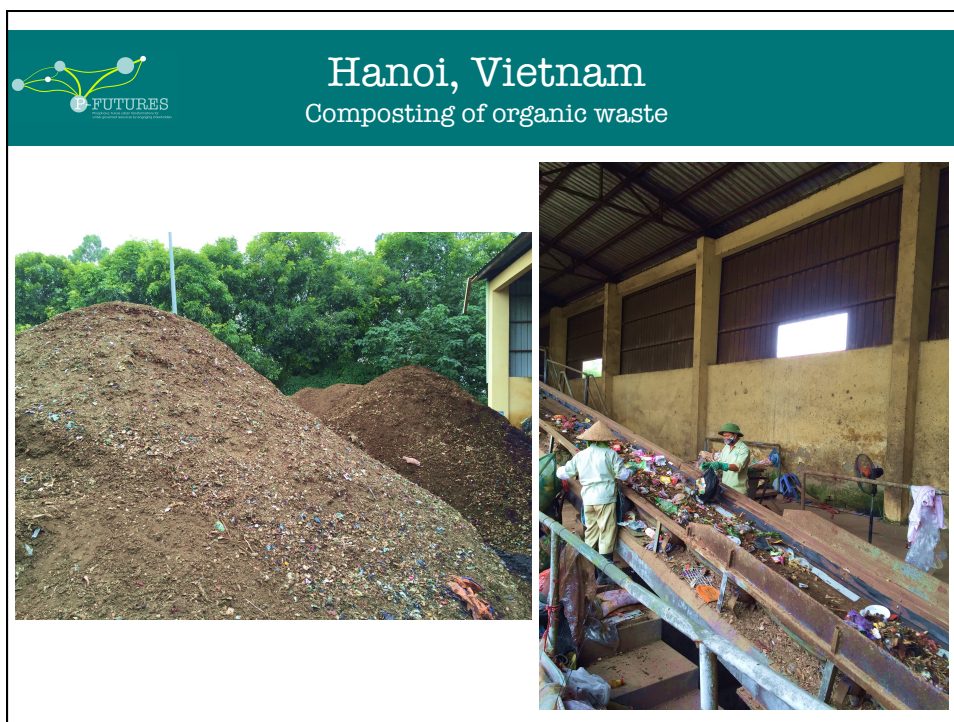 Hanoi, Vietnam
Composting of organic waste
P-FUTURES